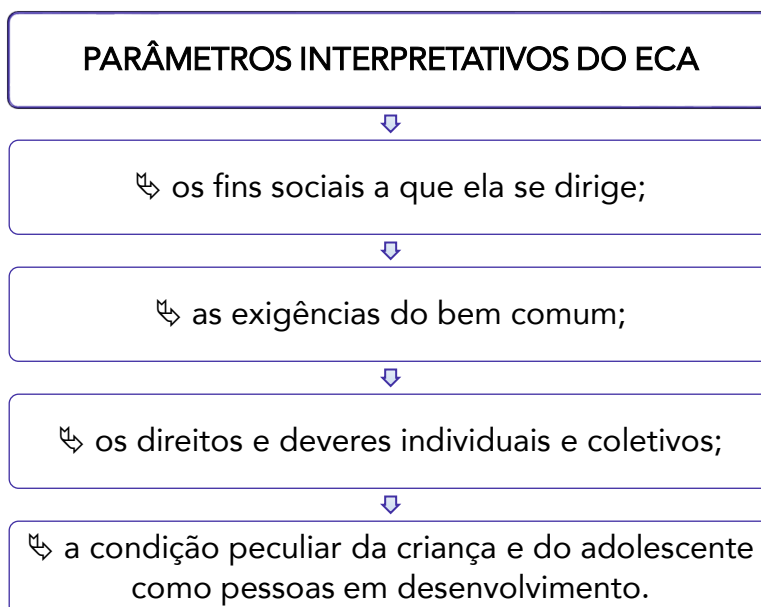 PARÂMETROS INTERPRETATIVOS DO ECA
os fins sociais a que ela se dirige;
as exigências do bem comum;
os direitos e deveres individuais e coletivos;
a condição peculiar da criança e do adolescente
como pessoas em desenvolvimento.